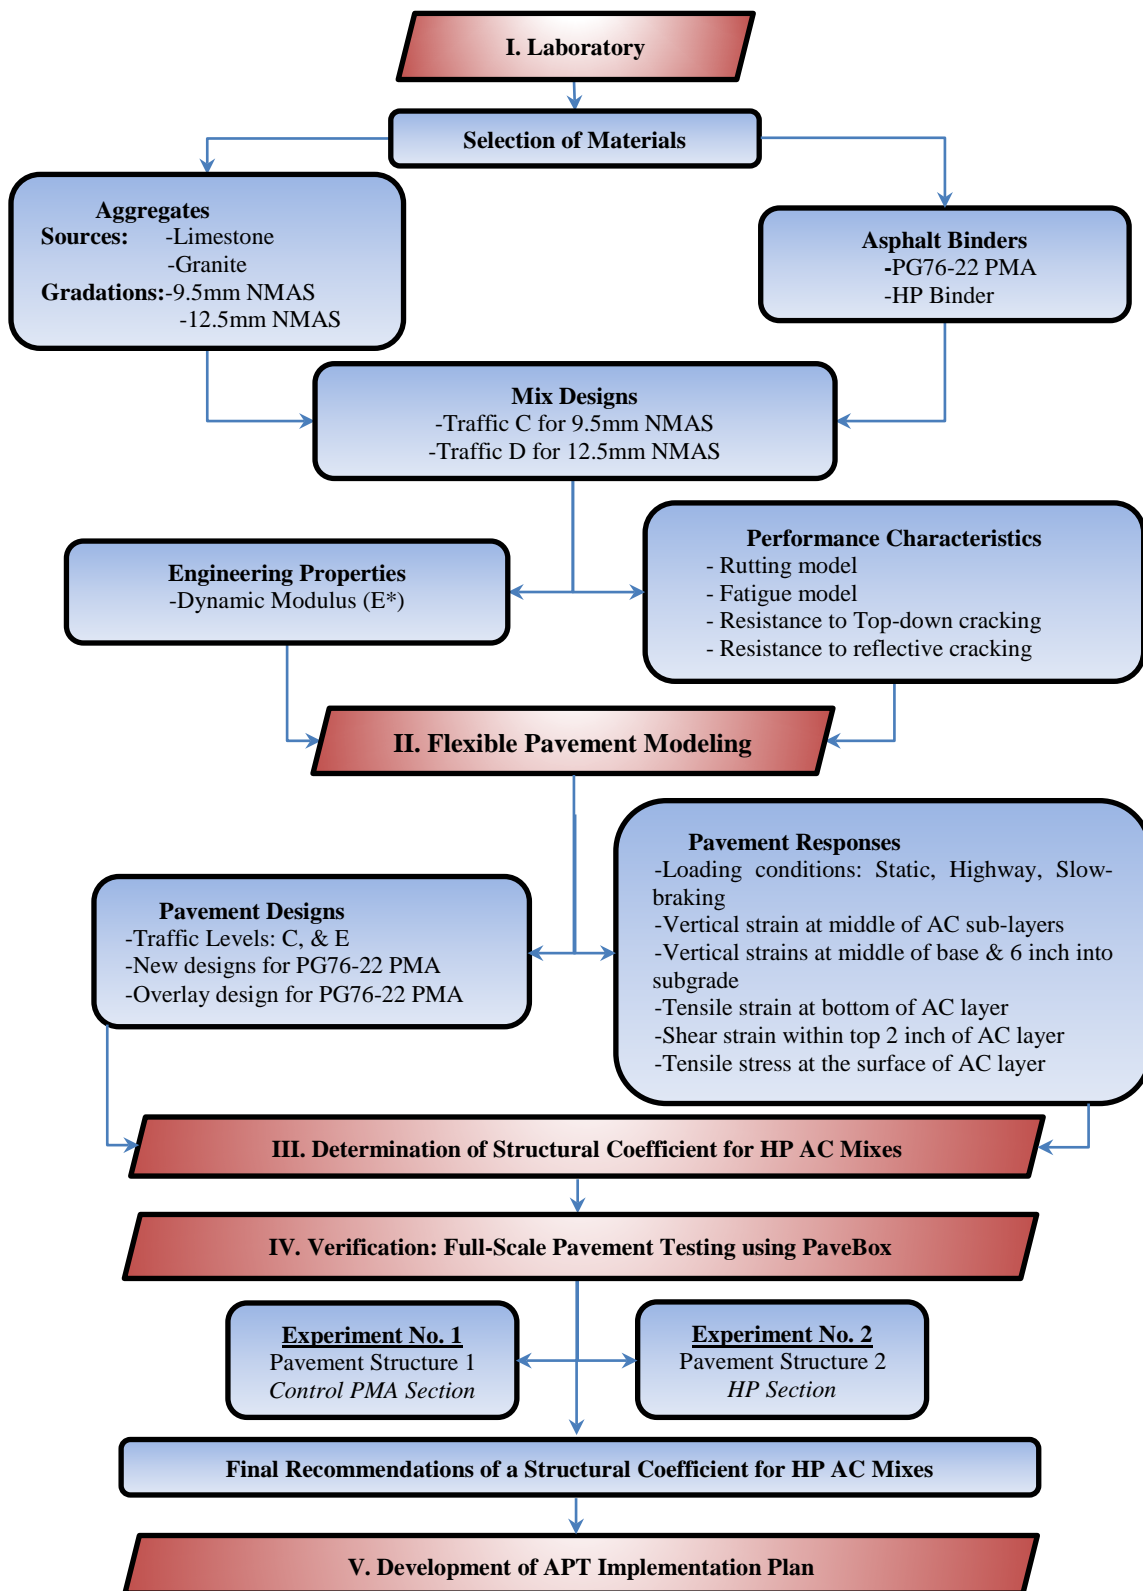 I. Laboratory
Selection of Materials
Aggregates
Sources: -Limestone
-Granite
Gradations:-9.5mm NMAS
-12.5mm NMAS
Asphalt Binders
-PG76-22 PMA
-HP Binder
Mix Designs
-Traffic C for 9.5mm NMAS
-Traffic D for 12.5mm NMAS
Engineering Properties
-Dynamic Modulus (E*)
Performance Characteristics
- Rutting model
- Fatigue model
- Resistance to Top-down cracking
- Resistance to reflective cracking
II. Flexible Pavement Modeling
Pavement Designs
-Traffic Levels: C, & E
-New designs for PG76-22 PMA
-Overlay design for PG76-22 PMA
Pavement Responses
-Loading conditions: Static, Highway, Slow-
braking
-Vertical strain at middle of AC sub-layers
-Vertical strains at middle of base & 6 inch into
subgrade
-Tensile strain at bottom of AC layer
-Shear strain within top 2 inch of AC layer
-Tensile stress at the surface of AC layer
III. Determination of Structural Coefficient for HP AC Mixes
IV. Verification: Full-Scale Pavement Testing using PaveBox
Experiment No. 1
Pavement Structure 1
Control PMA Section
Experiment No. 2
Pavement Structure 2
HP Section
Final Recommendations of a Structural Coefficient for HP AC Mixes
V. Development of APT Implementation Plan